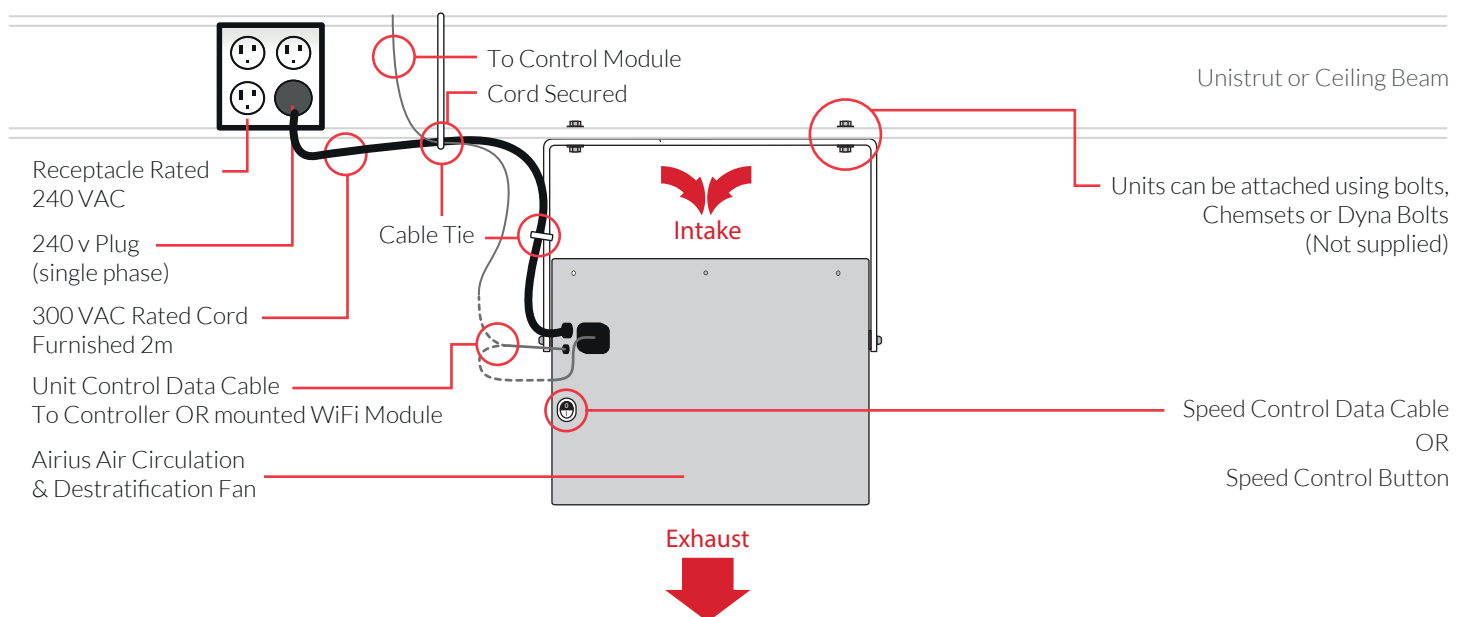 To Control Module
Cord Secured
Unistrut or Ceiling Beam
Receptacle Rated
240 VAC
240 v Plug
(single phase)
300 VAC Rated Cord
Furnished 2m
Unit Control Data Cable
To Controller OR mounted WiFi Module
Airius Air Circulation
& Destratification Fan
Cable Tie
Intake
Exhaust
Units can be attached using bolts,
Chemsets or Dyna Bolts
(Not supplied)
Speed Control Data Cable
OR
Speed Control Button